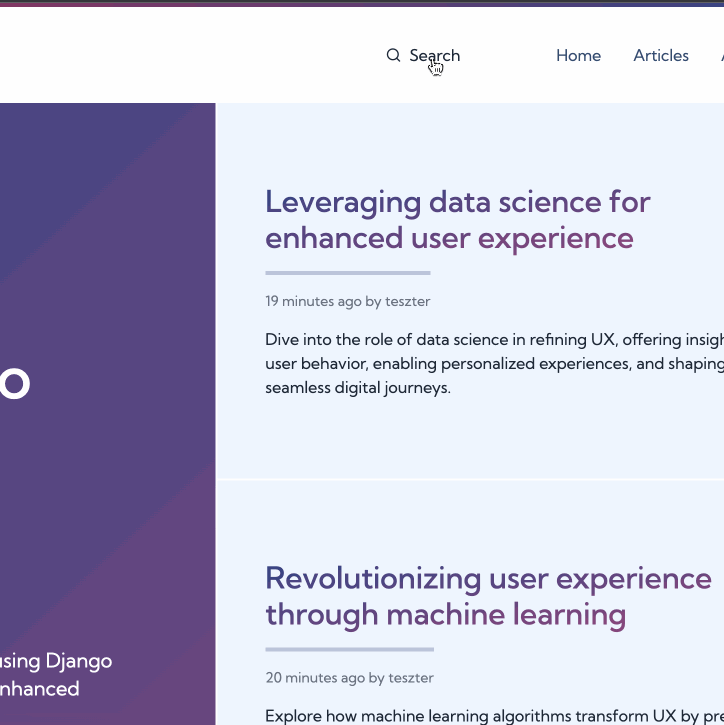 Search
Home
Articles
Leveraging data science for
enhanced user experience
19 minutes ago by teszter
Dive into the role of data science in refining UX, offering
user behavior, enabling personalized experiences, and shaping
seamless digital journeys.
Revolutionizing user experience
through machine learning
20 minutes ago by teszter
Explore how machine learning algorithms transform UX by
using Django